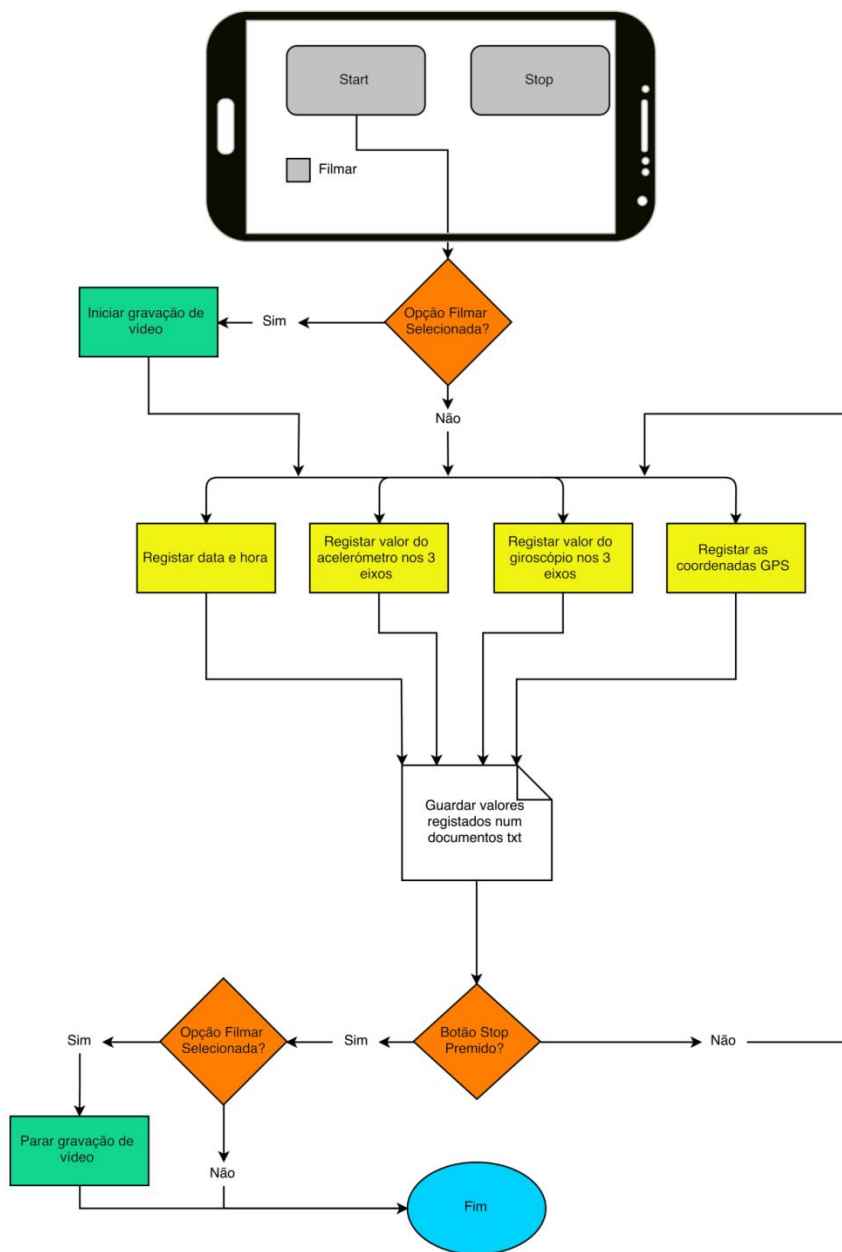 Start
Stop
Filmar
Opção Filmar
Selecionada?
Sim
Iniciar gravação de
vídeo
Não
Registar data e hora
Registar valor do
acelerómetro nos 3
eixos
Registar valor do
giroscópio nos 3
eixos
Registar as
coordenadas GPS
Guardar valores
registados num
documentos txt
Botão Stop
Premido?
Não
Sim
Opção Filmar
Selecionada?
Sim
Parar gravação de
vídeo
Não
Fim